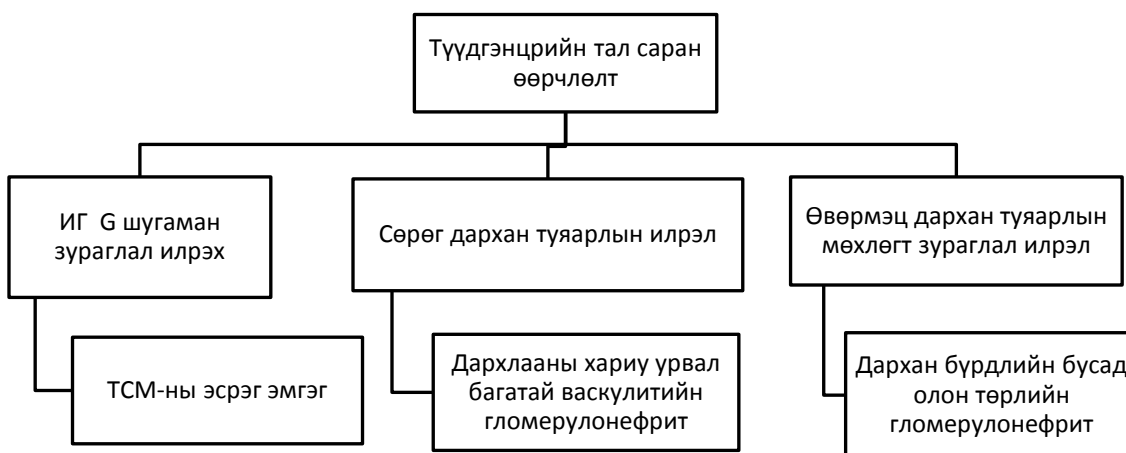 Түүдгэнцрийн тал саран
өөрчлөлт
ИГ G шугаман
зураглал илрэх
Сөрөг дархан туяарлын илрэл
Өвөрмэц дархан туяарлын
мөхлөгт зураглал илрэл
ТСМ-ны эсрэг эмгэг
Дархлааны хариу урвал
багатай васкулитийн
гломерулонефрит
Дархан бүрдлийн бусад
олон төрлийн
гломерулонефрит